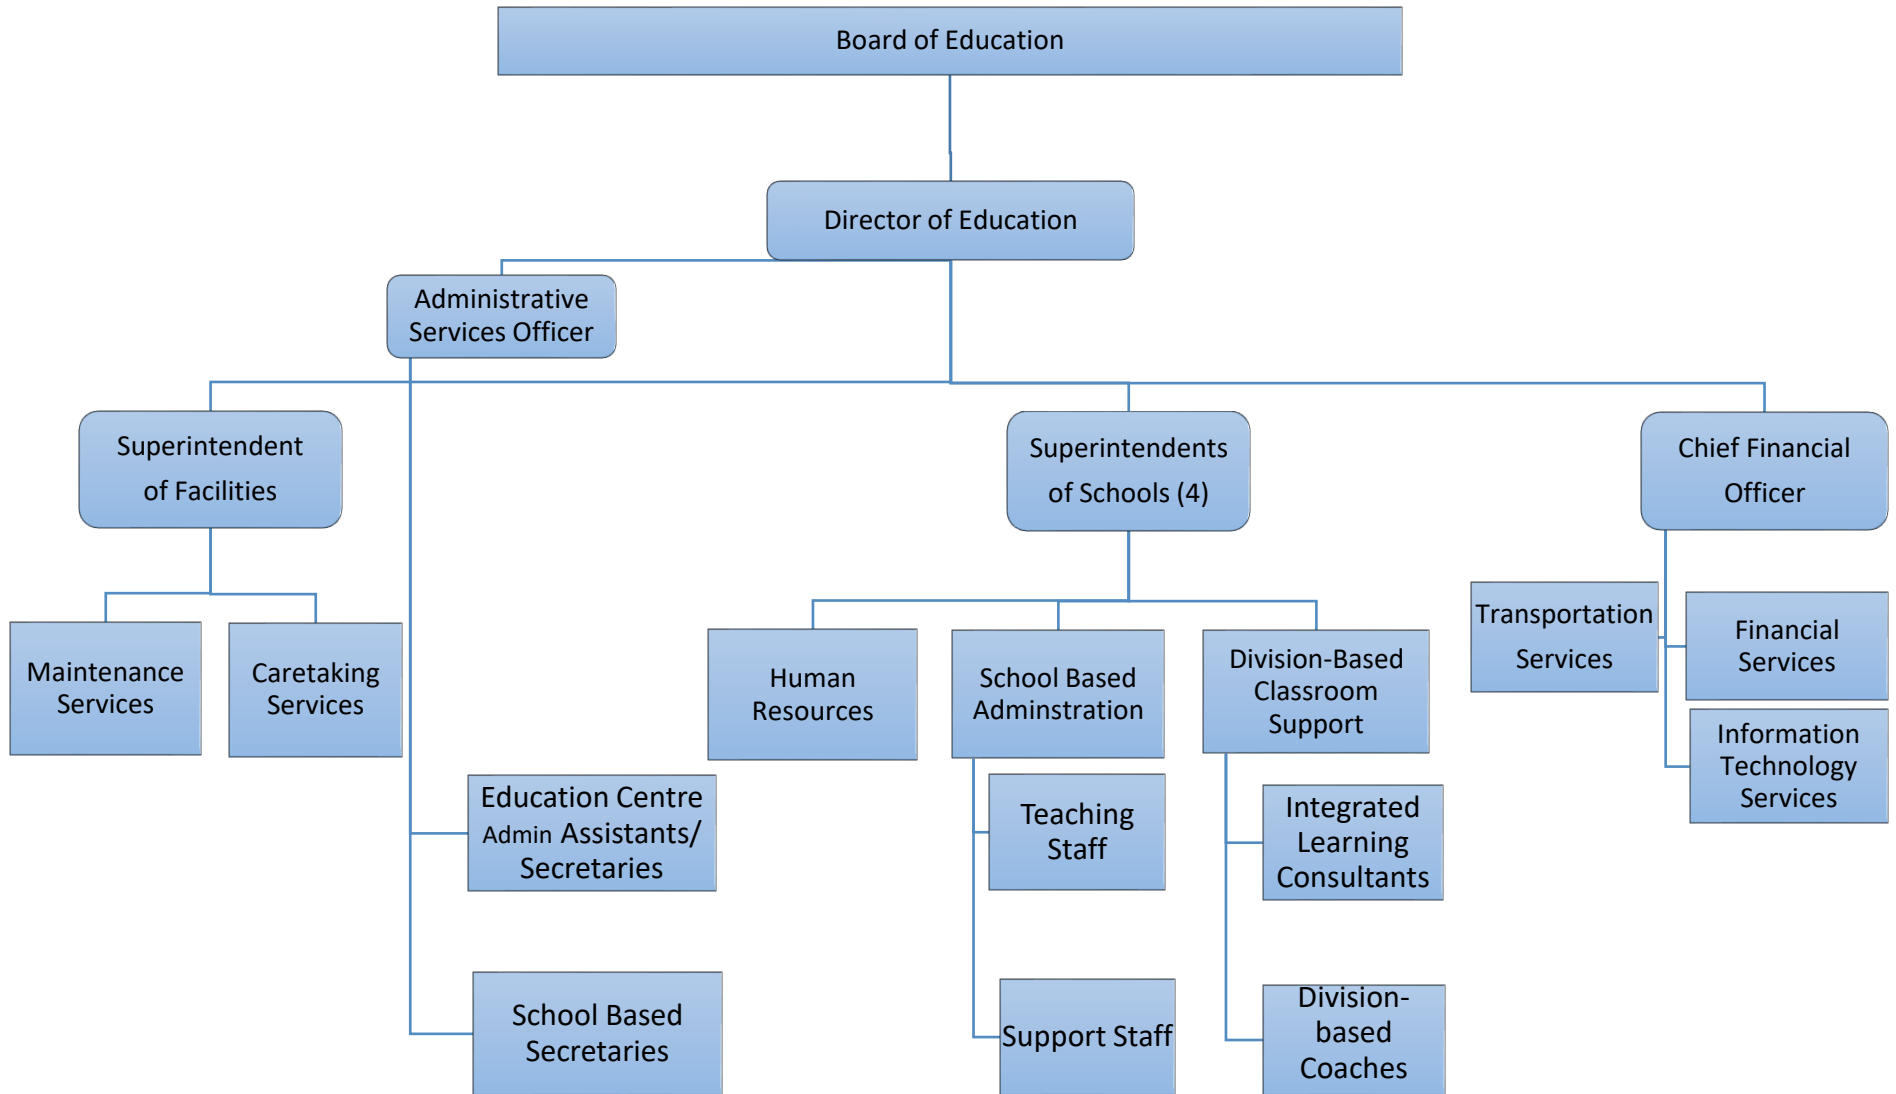 Board of Education
Director of Education
Administrative
Services Officer
Superintendent
of Facilities
Superintendents
of Schools (4)
Chief Financial
Officer
Maintenance
Services
Caretaking
Services
Human
Resources
School Based
Adminstration
Division-Based
Classroom
Support
Transportation
Services
Financial
Services
Information
Technology
Services
Education Centre
Admin Assistants/
Secretaries
Teaching
Staff
Integrated
Learning
Consultants
School Based
Secretaries
Support Staff
Division-
based
Coaches